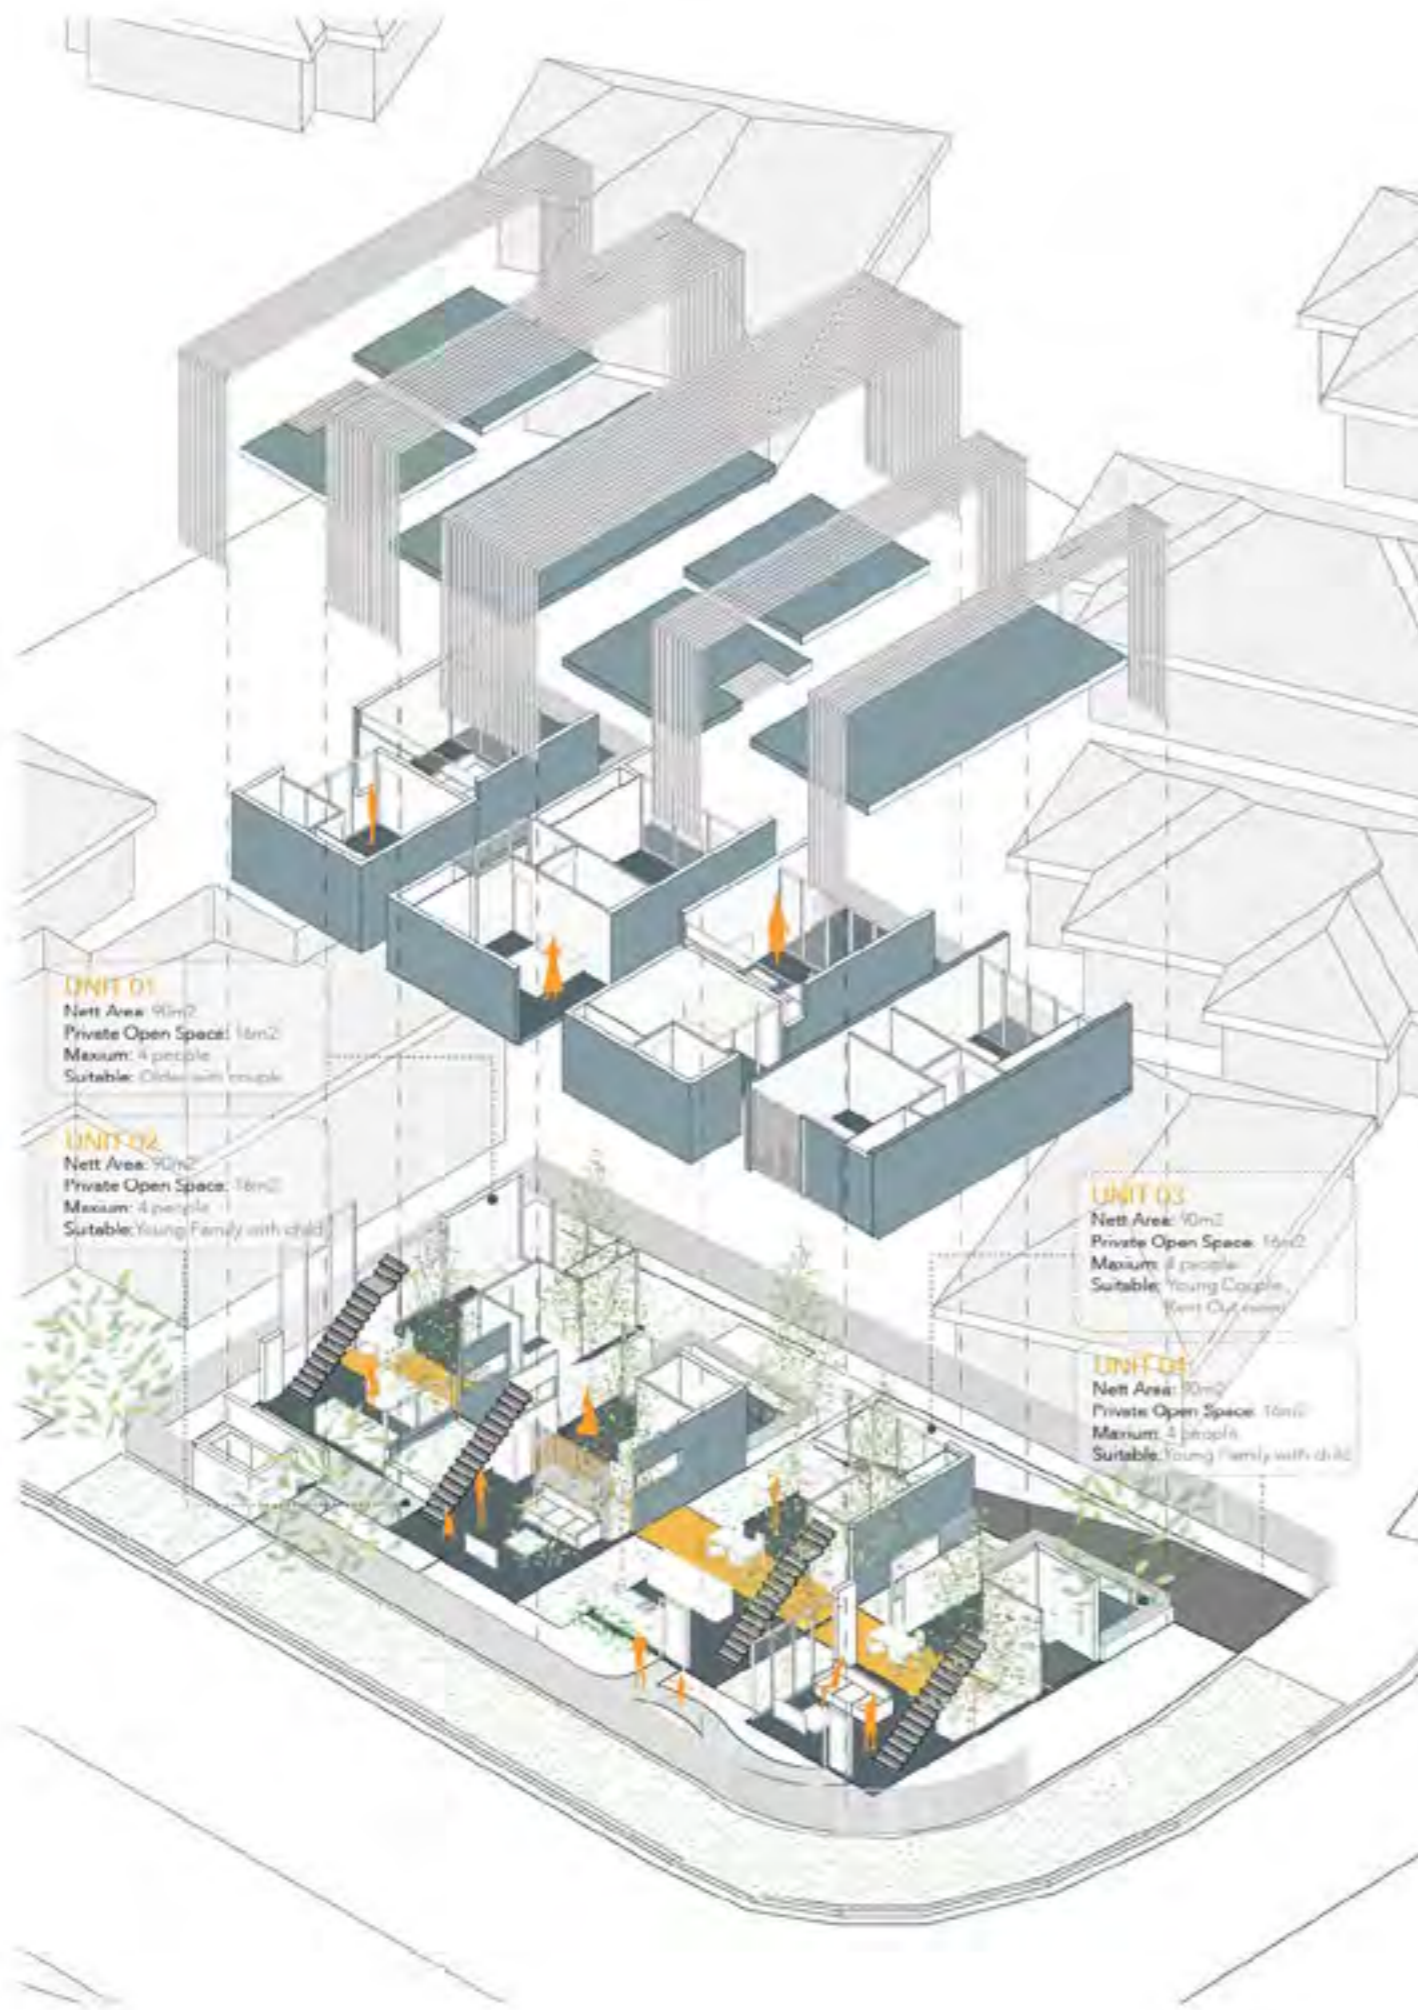 UNIT 01
Nett Area: 90m2
Private Open Space: 16m2
Maxium: 4 people
Suitable: Older with couple
UNIT 02
Nett Area: 90m2
Private Open Space: 16m2
Maxium: 4 people
Suitable: Young Family with child
UNIT 03
Nett Area: 90m2
Private Open Space: 16m2
Maxium: 4 people
Suitable: Young Couple,
Rent Out room
UNIT 04
Nett Area: 90m2
Private Open Space: 16m2
Maxium: 4 people
Suitable: Young Family with child